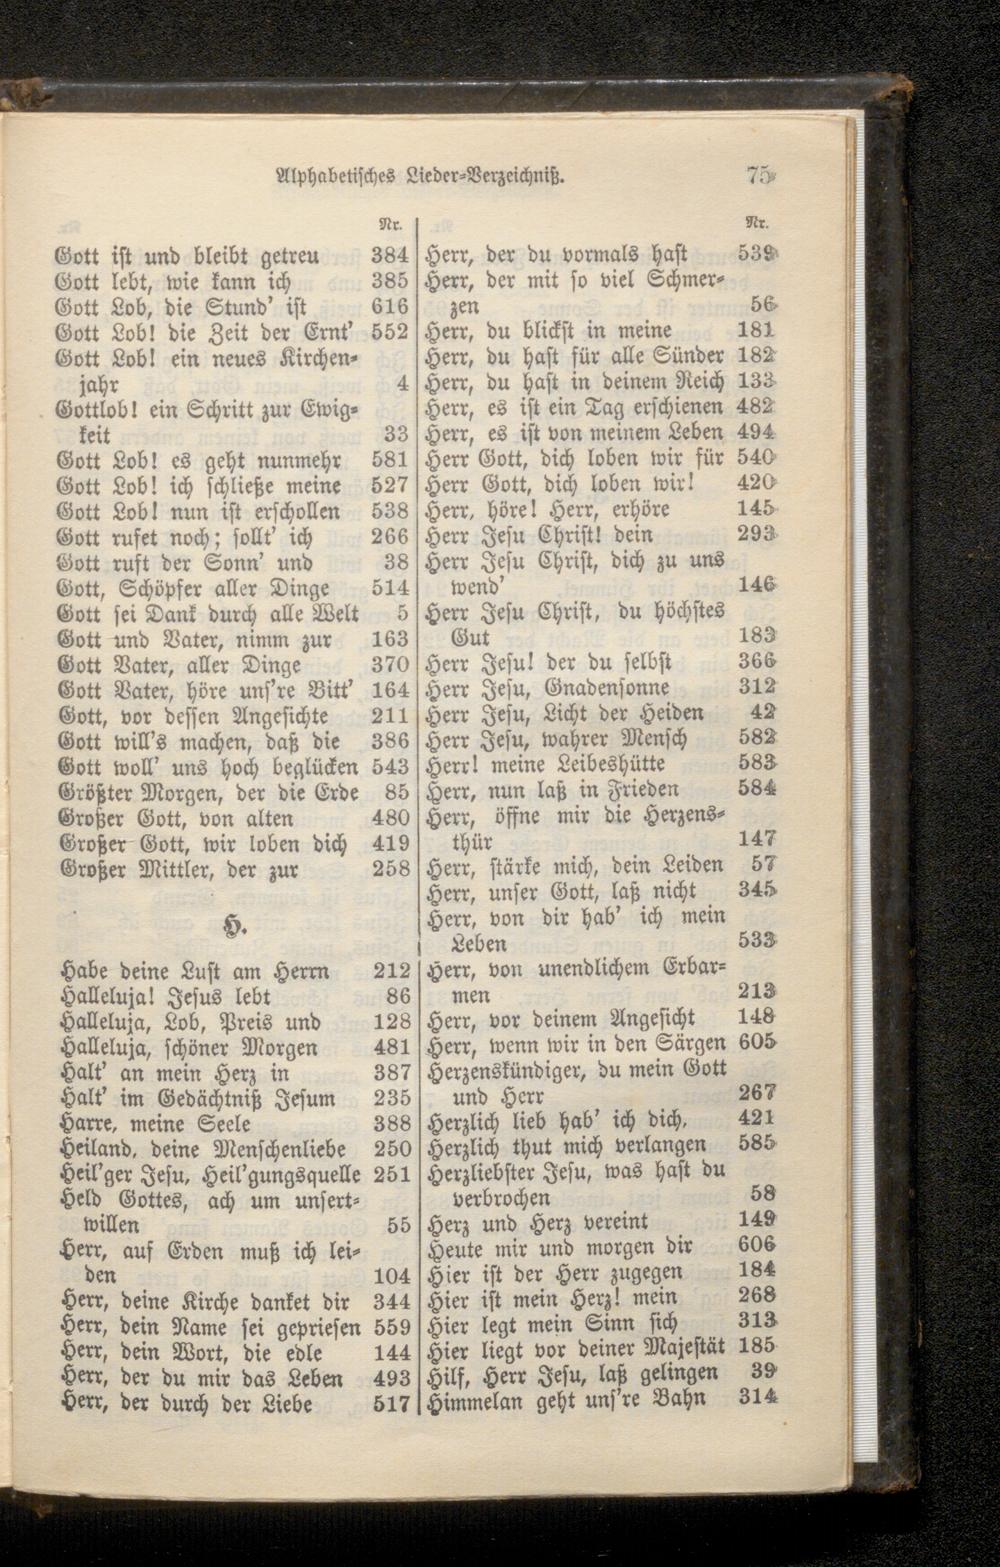 Alphabetisches Lieder-Verzeichniß. 75
Nr.
Gott ist und bleibt getreu 384
Gott lebt, wie kann ich 385
Gott Lob, die Stund' ist 616
Gott Lob! die Zeit der Ernt' 552
Gott Lob! ein neues Kirchen-
jahr 4
Gottlob! ein Schritt zur Ewig-
keit 33
Gott Lob! es geht nunmehr 581
Gott Lob! ich schließe meine 527
Gott Lob! nun ist erschollen 538
Gott rufet noch; sollt' ich 266
Gott ruft der Sonn' und 38
Gott, Schöpfer aller Dinge 514
Gott sei Dank durch alle Welt 5
Gott und Vater, nimm zur 163
Gott Vater, aller Dinge 370
Gott Vater, höre uns're Bitt' 164
Gott, vor dessen Angesichte 211
Gott will's machen, daß die 386
Gott woll' uns hoch beglücken 543
Größter Morgen, der die Erde 85
Großer Gott, von alten 480
Großer Gott, wir loben dich 419
Großer Mittler, der zur 258
H.
Habe deine Lust am Herrn 212
Halleluja! Jesus lebt 86
Halleluja, Lob, Preis und 128
Halleluja, schöner Morgen 481
Halt' an mein Herz in 387
Halt' im Gedächtniß Jesum 235
Harre, meine Seele 388
Heiland, deine Menschenliebe 250
Heil'ger Jesu, Heil'gungsquelle 251
Held Gottes, ach um unsert-
willen 55
Herr, auf Erden muß ich lei-
den 104
Herr, deine Kirche danket dir 344
Herr, dein Name sei gepriesen 559
Herr, dein Wort, die edle 144
Herr, der du mir das Leben 493
Herr, der durch der Liebe 517
Nr.
Herr, der du vormals hast 539
Herr, der mit so viel Schmer-
zen 56
Herr, du blickst in meine 181
Herr, du hast für alle Sünder 182
Herr, du hast in deinem Reich 133
Herr, es ist ein Tag erschienen 482
Herr, es ist von meinem Leben 494
Herr Gott, dich loben wir für 540
Herr Gott, dich loben wir! 420
Herr, höre! Herr, erhöre 145
Herr Jesu Christ! dein 293
Herr Jesu Christ, dich zu uns
wend' 146
Herr Jesu Christ, du höchstes
Gut 183
Herr Jesu! der du selbst 366
Herr Jesu, Gnadensonne 312
Herr Jesu, Licht der Heiden 42
Herr Jesu, wahrer Mensch 582
Herr! meine Leibeshütte 583
Herr, nun laß in Frieden 584
Herr, öffne mir die Herzens-
thür 147
Herr, stärke mich, dein Leiden 57
Herr, unser Gott, laß nicht 345
Herr, von dir hab' ich mein
Leben 533
Herr, von unendlichem Erbar-
men 213
Herr, vor deinem Angesicht 148
Herr, wenn wir in den Särgen 605
Herzenskündiger, du mein Gott
und Herr 267
Herzlich lieb hab' ich dich, 421
Herzlich thut mich verlangen 585
Herzliebster Jesu, was hast du
verbrochen 58
Herz und Herz vereint 149
Heute mir und morgen dir 606
Hier ist der Herr zugegen 184
Hier ist mein Herz! mein 268
Hier legt mein Sinn sich 313
Hier liegt vor deiner Majestät 185
Hilf, Herr Jesu, laß gelingen 39
Himmelan geht uns're Bahn 314